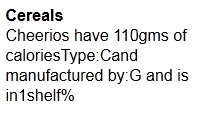 Cereals
Cheerios have 110gms of
caloriesType:Cand
manufactured by:G and is
in1shelf%